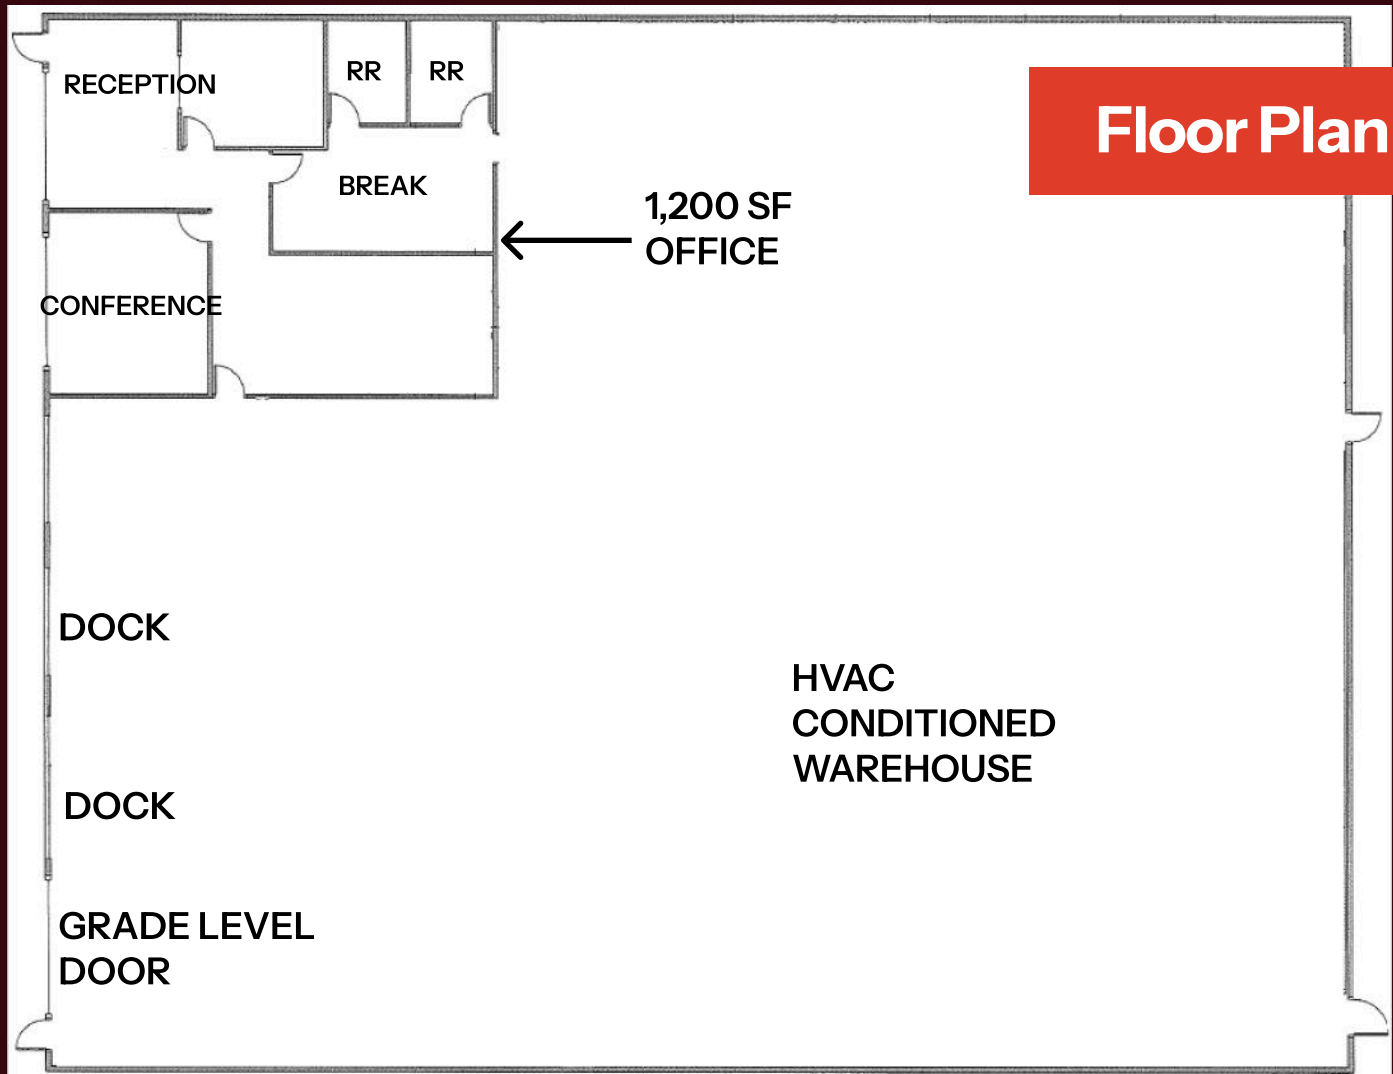 Floor Plan
RECEPTION
RR
RR
BREAK
1,200 SF
OFFICE
CONFERENCE
DOCK
HVAC
CONDITIONED
WAREHOUSE
DOCK
GRADE LEVEL
DOOR